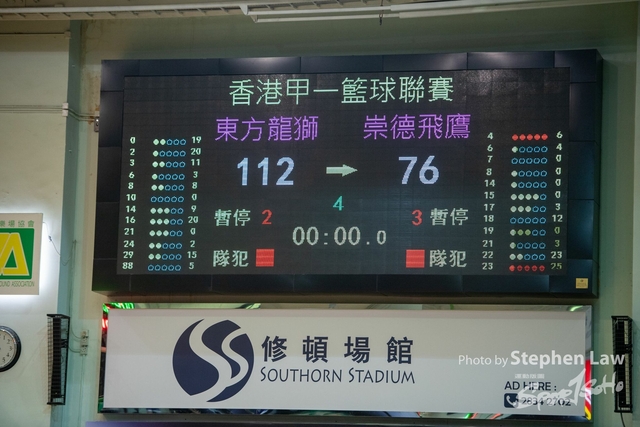 香港甲一籃球聯賽
東方龍獅 崇德飛鷹
112 → 76
4
暫停 2 3 暫停
00:00.0
隊犯 隊犯
0 19
2 20
3 11
6 3
8 8
10 0
14 9
16 20
21 0
24 2
29 15
88 5
4 6
6 4
7 2
8 0
14 0
15 0
17 3
18 12
19 0
21 3
22 23
23 25
修頓場館
SOUTHORN STADIUM
AD HERE :
Photo by Stephen Law